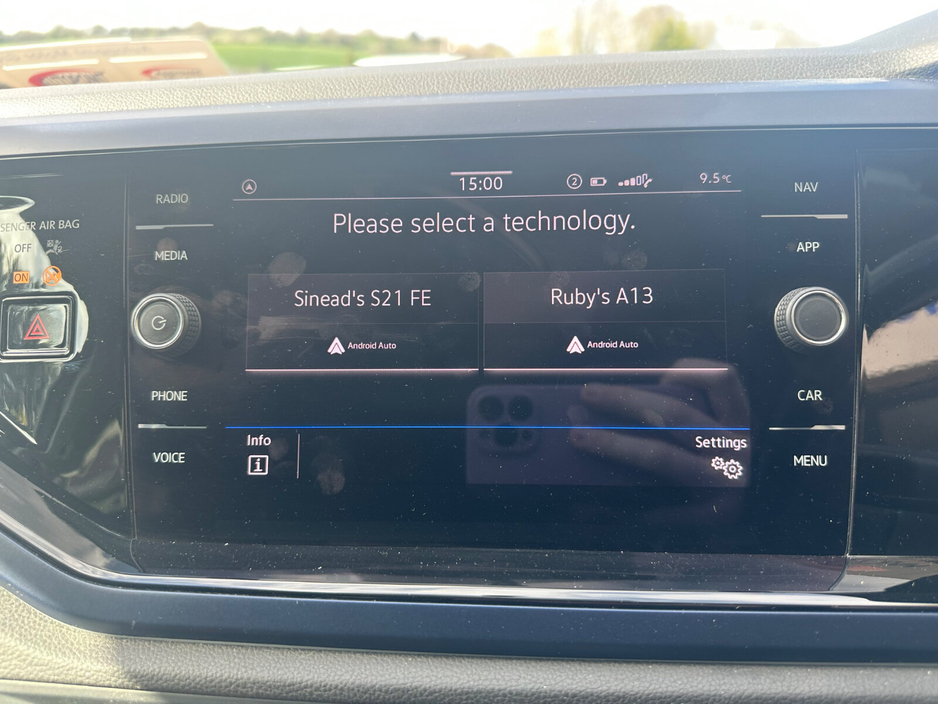 15:00
2
9.5°C
RADIO
MEDIA
PHONE
VOICE
SENGER AIR BAG
OFF
ON
Please select a technology.
Sinead's S21 FE
Android Auto
Ruby's A13
Android Auto
Info
i
Settings
NAV
APP
CAR
MENU